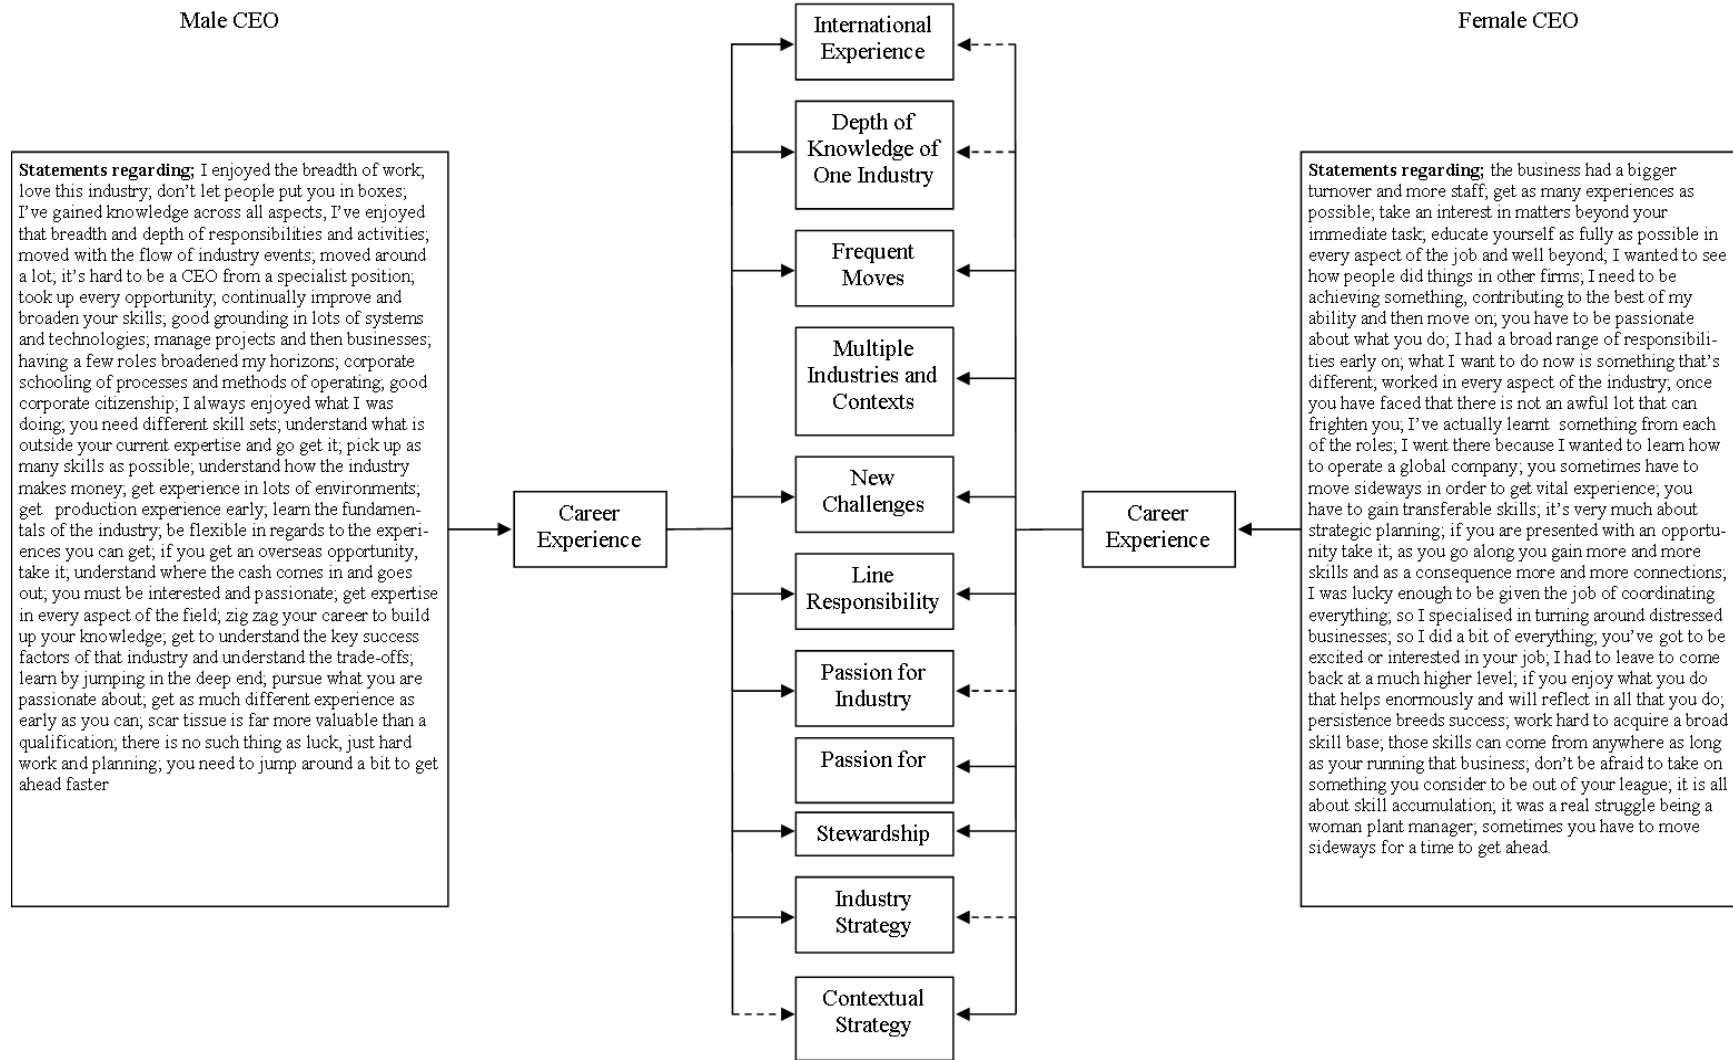 Male CEO
Female CEO
Statements regarding; I enjoyed the breadth of work;
love this industry; don't let people put you in boxes;
I've gained knowledge across all aspects, I've enjoyed
that breadth and depth of responsibilities and activities;
moved with the flow of industry events; moved around
a lot; it's hard to be a CEO from a specialist position;
took up every opportunity; continually improve and
broaden your skills; good grounding in lots of systems
and technologies; manage projects and then businesses;
having a few roles broadened my horizons; corporate
schooling of processes and methods of operating; good
corporate citizenship; I always enjoyed what I was
doing; you need different skill sets; understand what is
outside your current expertise and go get it; pick up as
many skills as possible; understand how the industry
makes money; get experience in lots of environments;
get production experience early; learn the fundamen-
tals of the industry; be flexible in regards to the experi-
ences you can get; if you get an overseas opportunity,
take it; understand where the cash comes in and goes
out; you must be interested and passionate; get expertise
in every aspect of the field; zig zag your career to build
up your knowledge; get to understand the key success
factors of that industry and understand the trade-offs;
learn by jumping in the deep end; pursue what you are
passionate about; get as much different experience as
early as you can; scar tissue is far more valuable than a
qualification; there is no such thing as luck, just hard
work and planning; you need to jump around a bit to get
ahead faster
Career
Experience
International
Experience
Depth of
Knowledge of
One Industry
Frequent
Moves
Multiple
Industries and
Contexts
New
Challenges
Line
Responsibility
Passion for
Industry
Passion for
Stewardship
Industry
Strategy
Contextual
Strategy
Career
Experience
Statements regarding; the business had a bigger
turnover and more staff; get as many experiences as
possible; take an interest in matters beyond your
immediate task; educate yourself as fully as possible in
every aspect of the job and well beyond; I wanted to see
how people did things in other firms; I need to be
achieving something, contributing to the best of my
ability and then move on; you have to be passionate
about what you do; I had a broad range of responsibili-
ties early on; what I want to do now is something that's
different; worked in every aspect of the industry; once
you have faced that there is not an awful lot that can
frighten you; I've actually learnt something from each
of the roles; I went there because I wanted to learn how
to operate a global company; you sometimes have to
move sideways in order to get vital experience; you
have to gain transferable skills; it's very much about
strategic planning; if you are presented with an opportu-
nity take it; as you go along you gain more and more
skills and as a consequence more and more connections;
I was lucky enough to be given the job of coordinating
everything; so I specialised in turning around distressed
businesses; so I did a bit of everything; you've got to be
excited or interested in your job; I had to leave to come
back at a much higher level; if you enjoy what you do
that helps enormously and will reflect in all that you do;
persistence breeds success; work hard to acquire a broad
skill base; those skills can come from anywhere as long
as your running that business; don't be afraid to take on
something you consider to be out of your league; it is all
about skill accumulation; it was a real struggle being a
woman plant manager; sometimes you have to move
sideways for a time to get ahead.